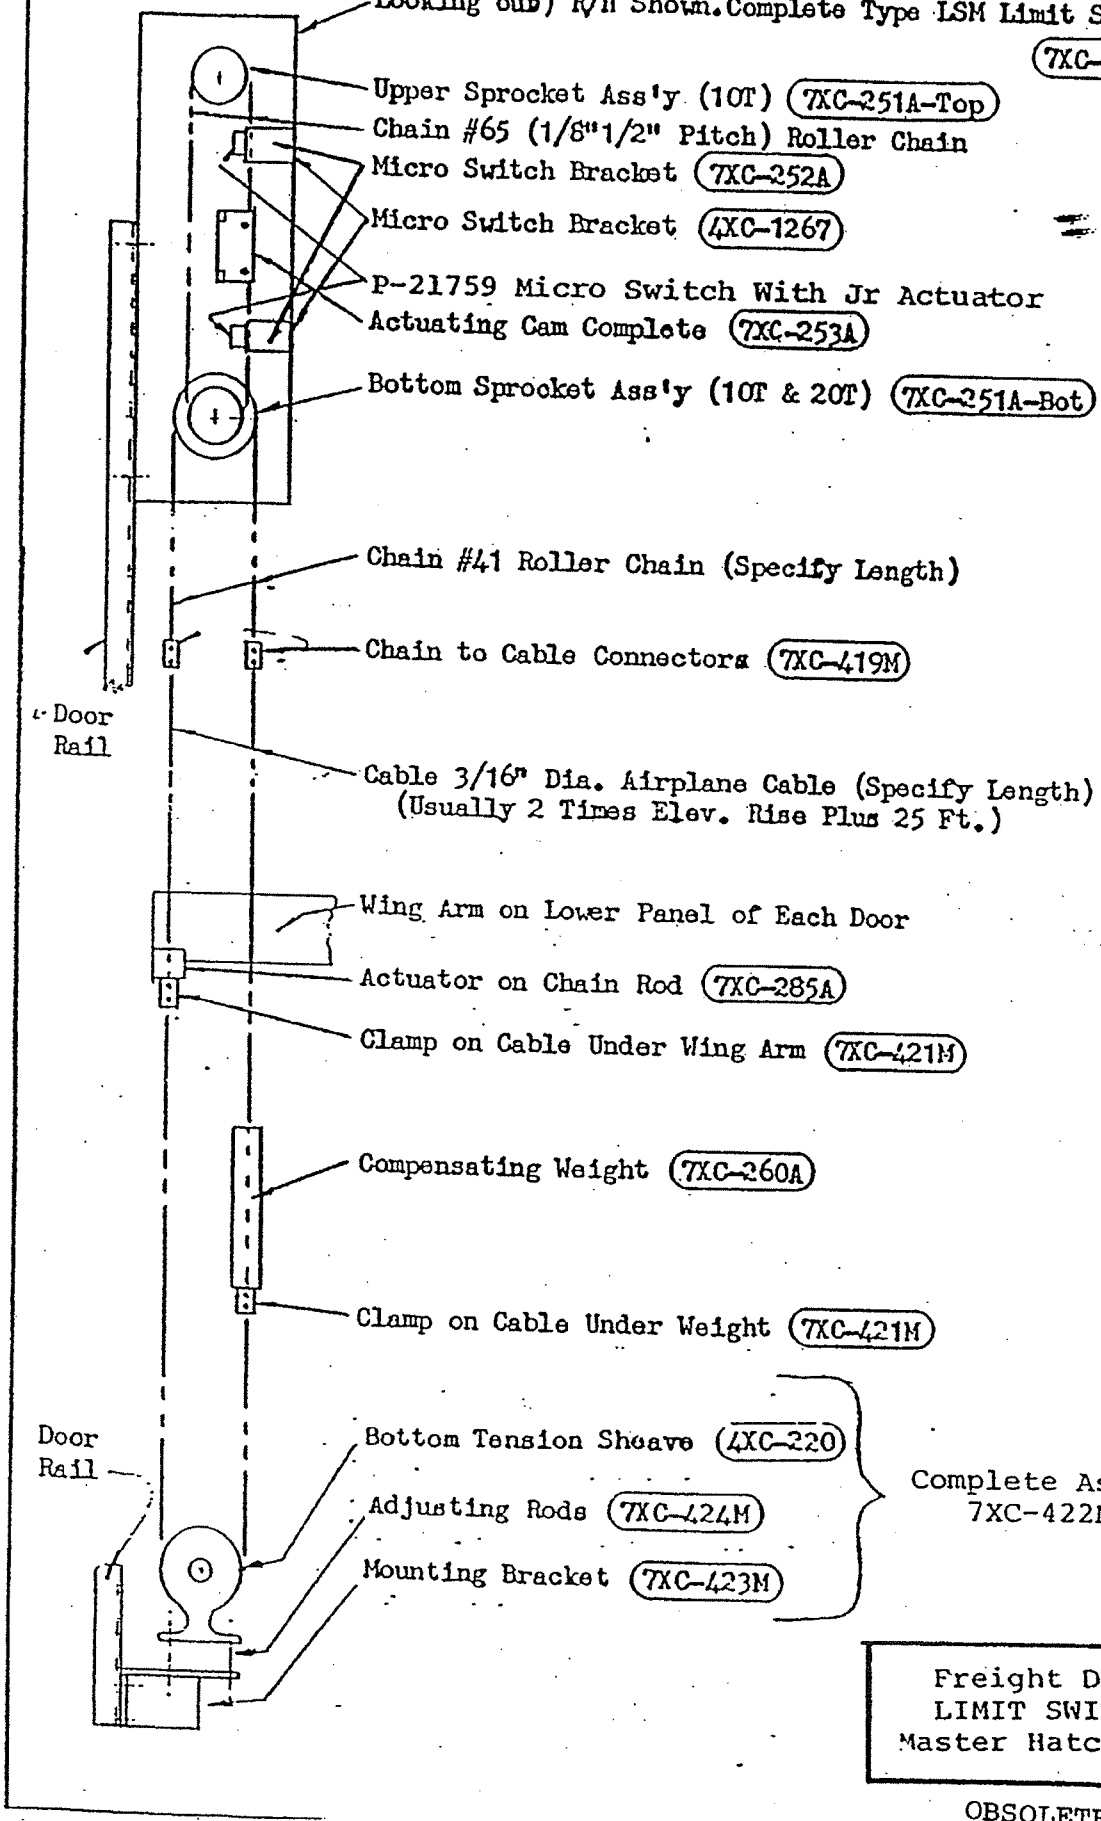 Looking out) R/H Shown. Complete Type LSM Limit S
7XC-
Upper Sprocket Ass'y (10T) 7XC-251A-Top
Chain #65 (1/8" 1/2" Pitch) Roller Chain
Micro Switch Bracket 7XC-252A
Micro Switch Bracket 4XC-1267
P-21759 Micro Switch With Jr Actuator
Actuating Cam Complete 7XC-253A
Bottom Sprocket Ass'y (10T & 20T) 7XC-251A-Bot
Chain #41 Roller Chain (Specify Length)
Chain to Cable Connectors 7XC-419M
Door
Rail
Cable 3/16" Dia. Airplane Cable (Specify Length)
(Usually 2 Times Elev. Rise Plus 25 Ft.)
Wing Arm on Lower Panel of Each Door
Actuator on Chain Rod 7XC-285A
Clamp on Cable Under Wing Arm 7XC-421M
Compensating Weight 7XC-260A
Clamp on Cable Under Weight 7XC-421M
Door
Rail
Bottom Tension Sheave 4XC-220
Adjusting Rods 7XC-424M
Mounting Bracket 7XC-423M
Complete As
7XC-422M
Freight D
LIMIT SWI
Master Hatc
OBSOLETE